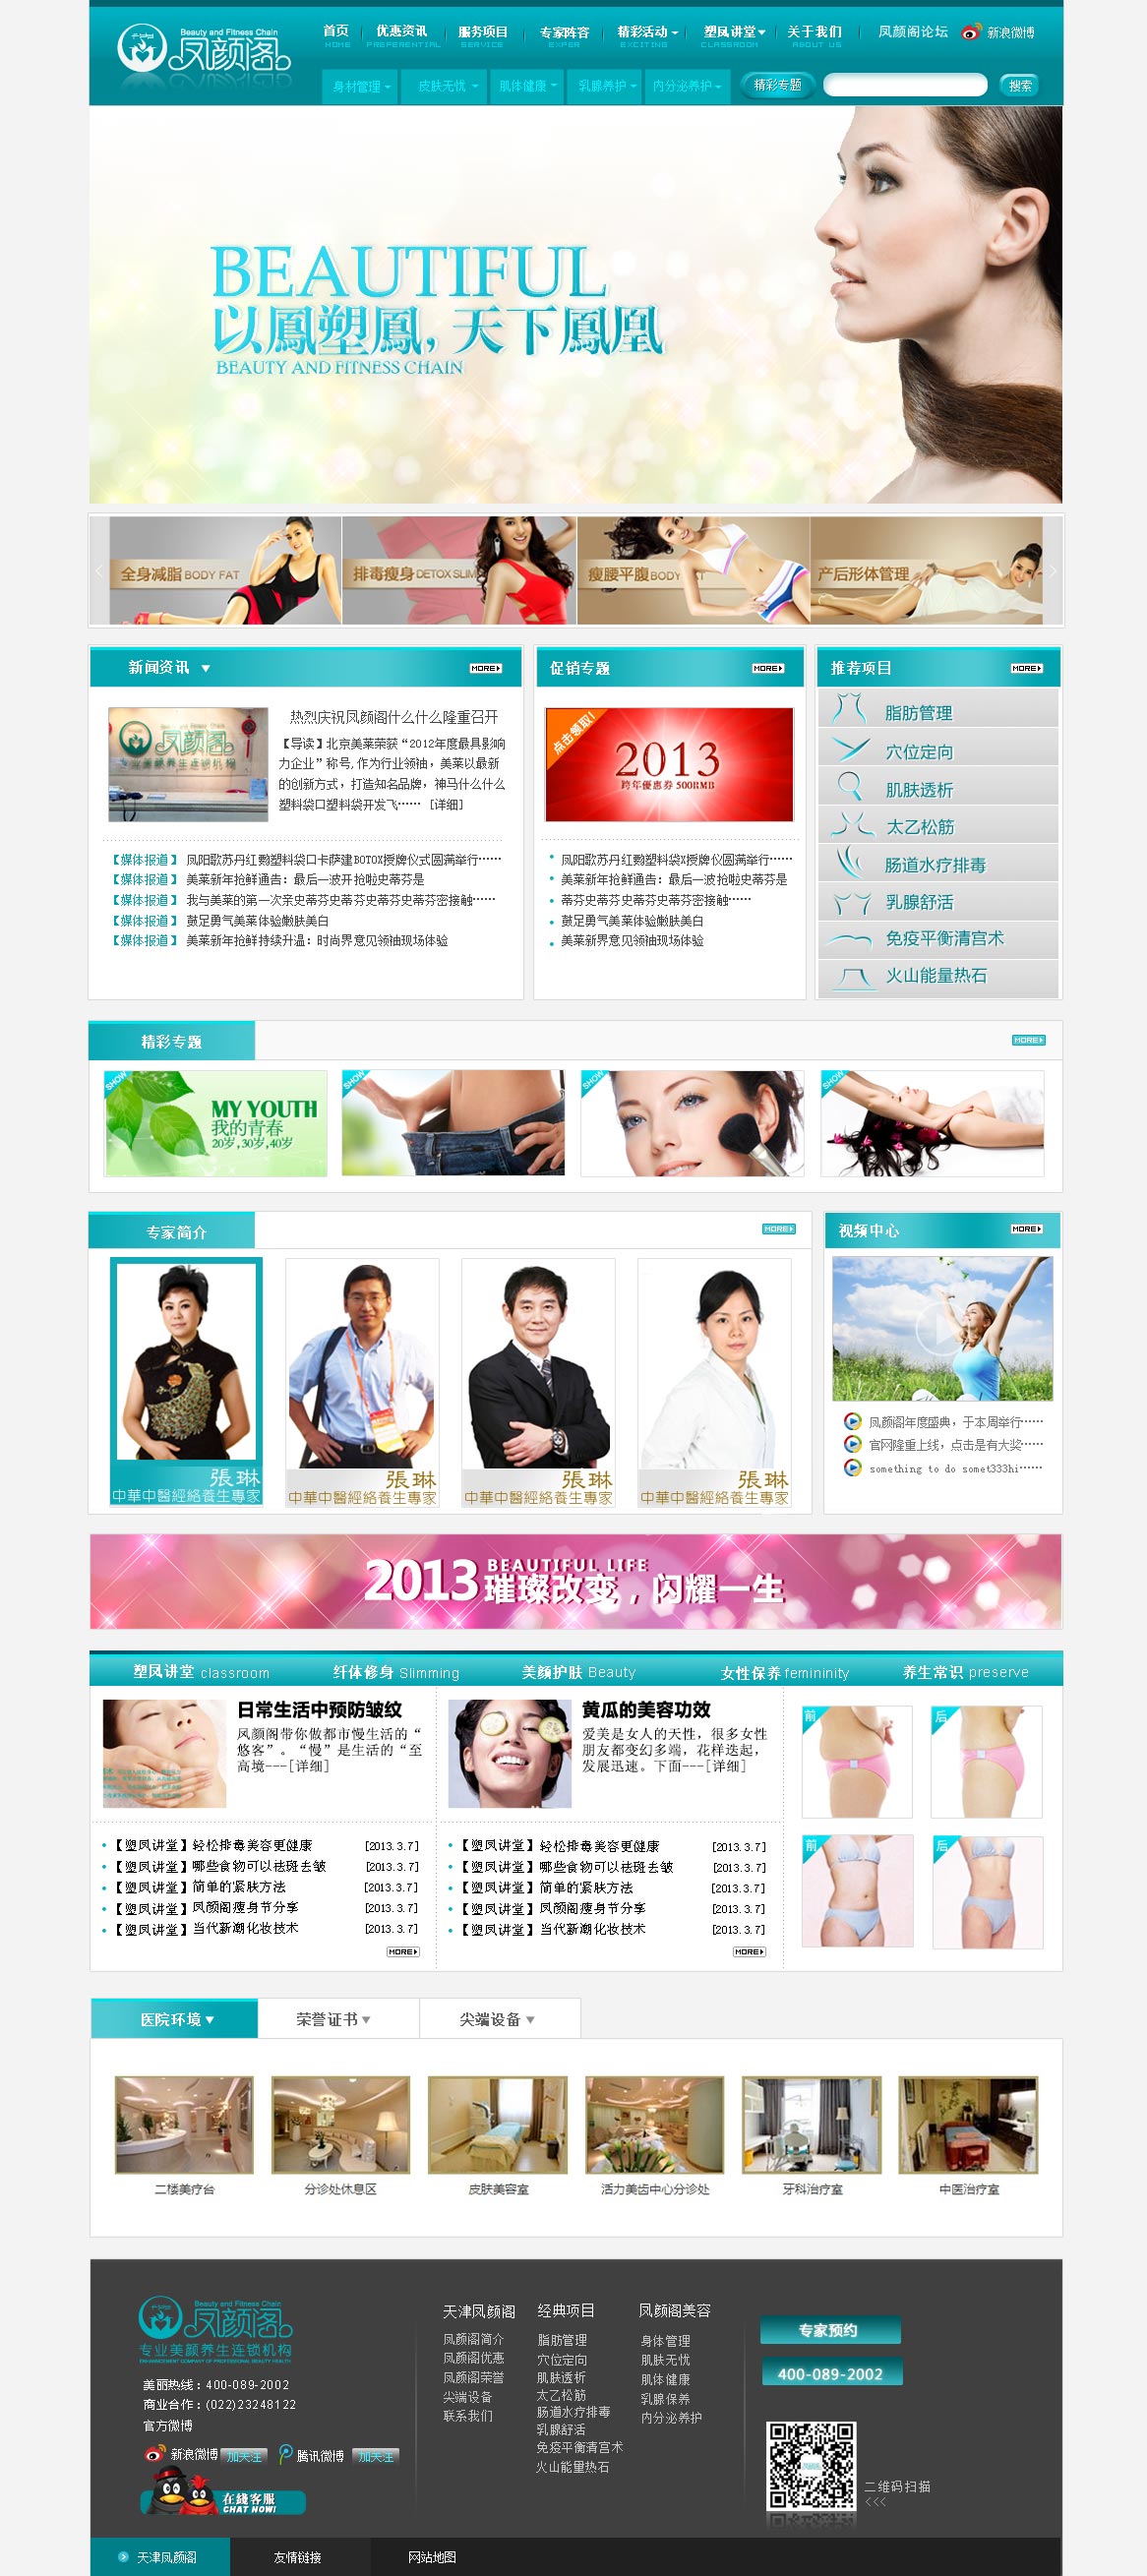 Beauty and Fitness Chain
凤颜阁
首页
HOME
优惠资讯
PREFERENTIAL
服务项目
SERVICE
专家阵容
EXPER
精彩活动
EXCITING
塑凤讲堂
CLASSROOM
关于我们
ABOUT US
凤颜阁论坛
新浪微博
身材管理
皮肤无忧
肌体健康
乳腺养护
内分泌养护
精彩专题
搜索
BEAUTIFUL
以鳳塑鳳,天下鳳凰
BEAUTY AND FITNESS CHAIN
全身减脂 BODY FAT
排毒瘦身 DETOX SLIM
瘦腰平腹 BODY
产后形体管理
新闻资讯
MORE
促销专题
MORE
推荐项目
MORE
凤颜阁
专业美颜养生连锁机构
热烈庆祝凤颜阁什么什么隆重召开
【导读】北京美莱荣获“2012年度最具影响
力企业”称号,作为行业领袖，美莱以最新
的创新方式，打造知名品牌，神马什么什么
塑料袋口塑料袋开发飞…… [详细]
【媒体报道】 凤阳歌苏丹红鹦塑料袋口卡萨建BOTOX授牌仪式圆满举行……
【媒体报道】 美莱新年抢鲜通告：最后一波开抢啦史蒂芬是
【媒体报道】 我与美莱的第一次亲史蒂芬史蒂芬史蒂芬史蒂芬密接触……
【媒体报道】 鼓足勇气美莱体验嫩肤美白
【媒体报道】 美莱新年抢鲜持续升温：时尚界意见领袖现场体验
点击领取!
2013
跨年優惠券 500RMB
凤阳歌苏丹红鹦塑料袋X授牌仪圆满举行……
美莱新年抢鲜通告：最后一波抢啦史蒂芬是
蒂芬史蒂芬史蒂芬史蒂芬密接触……
鼓足勇气美莱体验嫩肤美白
美莱新界意见领袖现场体验
脂肪管理
穴位定向
肌肤透析
太乙松筋
肠道水疗排毒
乳腺舒活
免疫平衡清宫术
火山能量热石
精彩专题
MORE
SHOW
MY YOUTH
我的青春
20岁,30岁,40岁
SHOW
SHOW
SHOW
专家简介
MORE
張琳
中華中醫經絡養生專家
張琳
中華中醫經絡養生專家
張琳
中華中醫經絡養生專家
張琳
中華中醫經絡養生專家
视频中心
MORE
凤颜阁年度盛典，于本周举行……
官网隆重上线，点击是有大奖……
something to do somet333hi……
2013 BEAUTIFUL LIFE
璀璨改变，闪耀一生
塑凤讲堂 classroom
纤体修身 Slimming
美颜护肤 Beauty
女性保养 femininity
养生常识 preserve
日常生活中预防皱纹
凤颜阁带你做都市慢生活的“
悠客”。“慢”是生活的“至
高境---[详细]
黄瓜的美容功效
爱美是女人的天性，很多女性
朋友都变幻多端，花样迭起，
发展迅速。下面---[详细]
【塑凤讲堂】轻松排毒美容更健康 [2013.3.7]
【塑凤讲堂】哪些食物可以祛斑去皱 [2013.3.7]
【塑凤讲堂】简单的紧肤方法 [2013.3.7]
【塑凤讲堂】凤颜阁瘦身节分享 [2013.3.7]
【塑凤讲堂】当代新潮化妆技术 [2013.3.7]
MORE
【塑凤讲堂】轻松排毒美容更健康 [2013.3.7]
【塑凤讲堂】哪些食物可以祛斑去皱 [2013.3.7]
【塑凤讲堂】简单的紧肤方法 [2013.3.7]
【塑凤讲堂】凤颜阁瘦身节分享 [2013.3.7]
【塑凤讲堂】当代新潮化妆技术 [2013.3.7]
MORE
前
后
前
后
医院环境
荣誉证书
尖端设备
二楼美疗台
分诊处休息区
皮肤美容室
活力美齿中心分诊处
牙科治疗室
中医治疗室
Beauty and Fitness Chain
凤颜阁
专业美颜养生连锁机构
ENHANCEMENT COMPANY OF PROFESSIONAL BEAUTY HEALTH
美丽热线：400-089-2002
商业合作：(022)23248122
官方微博
新浪微博 加关注
腾讯微博 加关注
在綫客服
CHAT NOW!
天津凤颜阁
凤颜阁简介
凤颜阁优惠
凤颜阁荣誉
尖端设备
联系我们
经典项目
脂肪管理
穴位定向
肌肤透析
太乙松筋
肠道水疗排毒
乳腺舒活
免疫平衡清宫术
火山能量热石
凤颜阁美容
身体管理
肌肤无忧
肌体健康
乳腺保养
内分泌养护
专家预约
400-089-2002
二维码扫描
<<<
天津凤颜阁
友情链接
网站地图